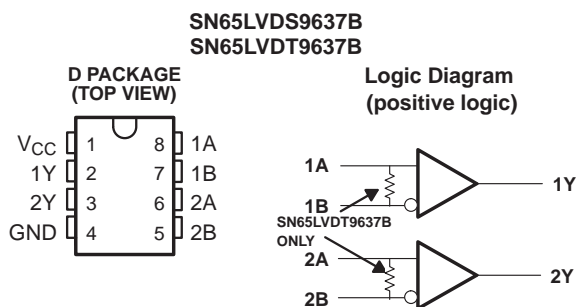 SN65LVDS9637B
SN65LVDT9637B
D PACKAGE
(TOP VIEW)
VCC 1 8 1A
1Y 2 7 1B
2Y 3 6 2A
GND 4 5 2B
Logic Diagram
(positive logic)
1A
1Y
1B
SN65LVDT9637B
ONLY
2A
2Y
2B